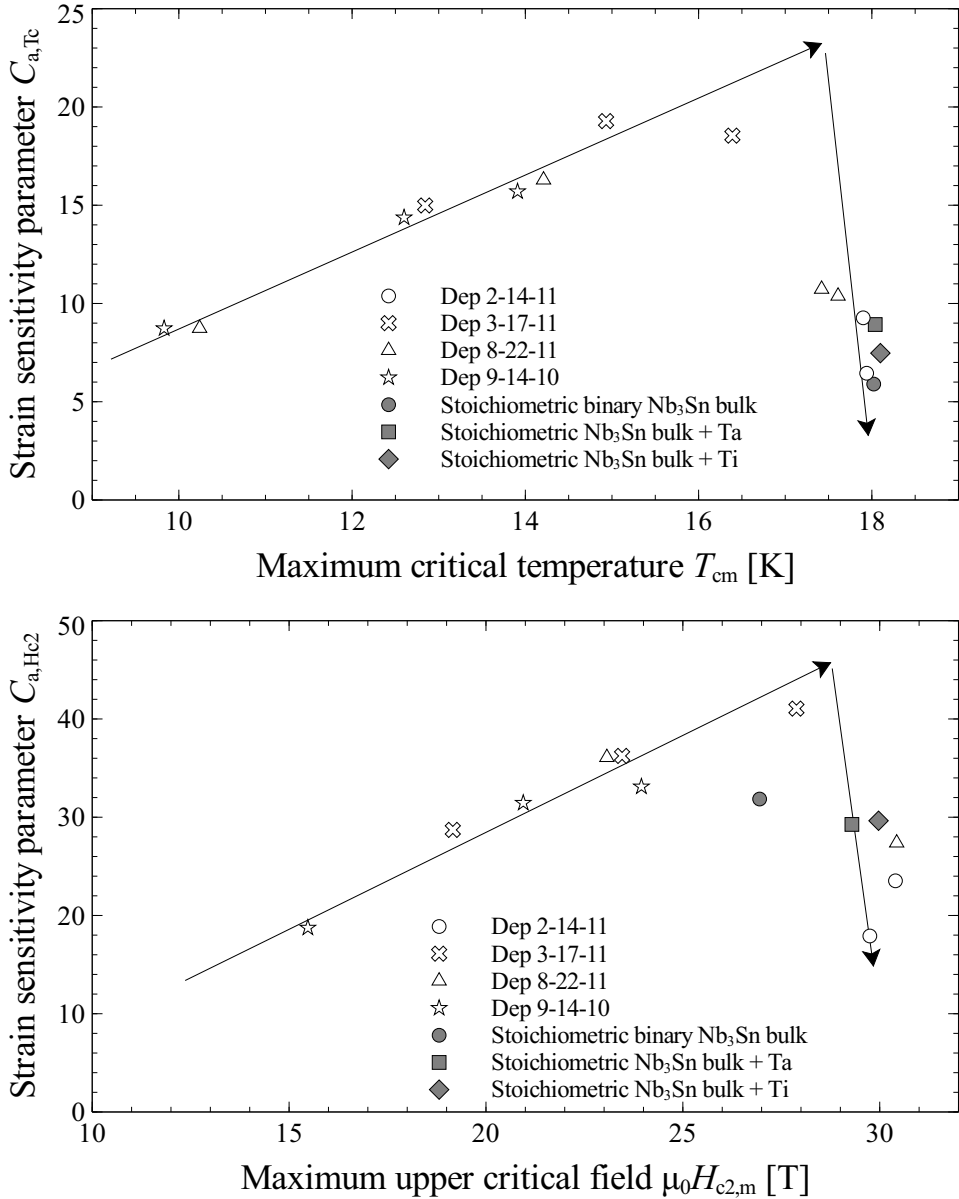 25
20
15
10
5
0
Strain sensitivity parameter Ca,Tc
Dep 2-14-11
Dep 3-17-11
Dep 8-22-11
Dep 9-14-10
Stoichiometric binary Nb₃Sn bulk
Stoichiometric Nb₃Sn bulk + Ta
Stoichiometric Nb₃Sn bulk + Ti
10 12 14 16 18
Maximum critical temperature Tcm [K]
50
40
30
20
10
0
Strain sensitivity parameter Ca,Hc2
Dep 2-14-11
Dep 3-17-11
Dep 8-22-11
Dep 9-14-10
Stoichiometric binary Nb₃Sn bulk
Stoichiometric Nb₃Sn bulk + Ta
Stoichiometric Nb₃Sn bulk + Ti
10 15 20 25 30
Maximum upper critical field μ₀Hc2,m [T]